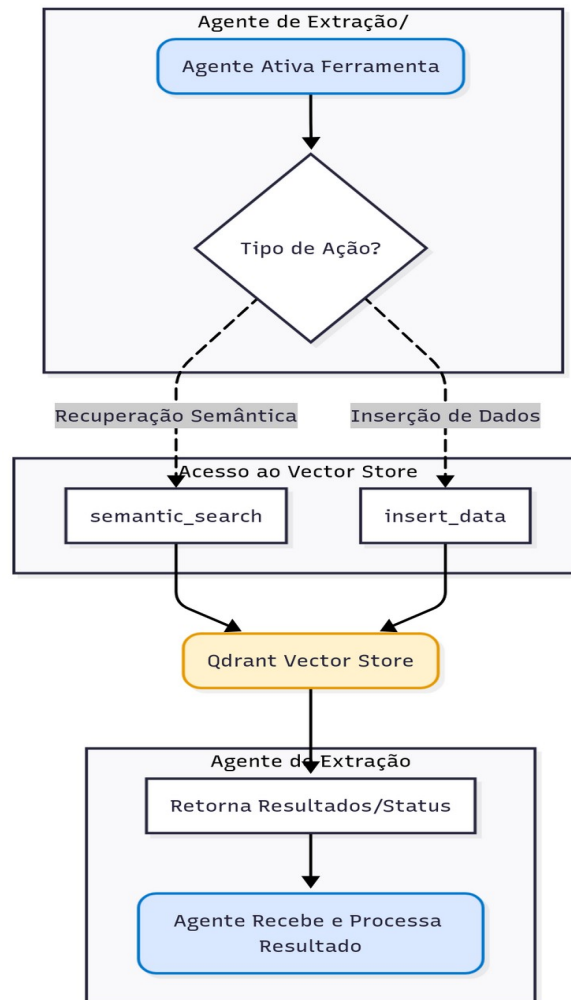 Agente de Extração/
Agente Ativa Ferramenta
Tipo de Ação?
Recuperação Semântica
Inserção de Dados
Acesso ao Vector Store
semantic_search
insert_data
Qdrant Vector Store
Agente de Extração
Retorna Resultados/Status
Agente Recebe e Processa
Resultado